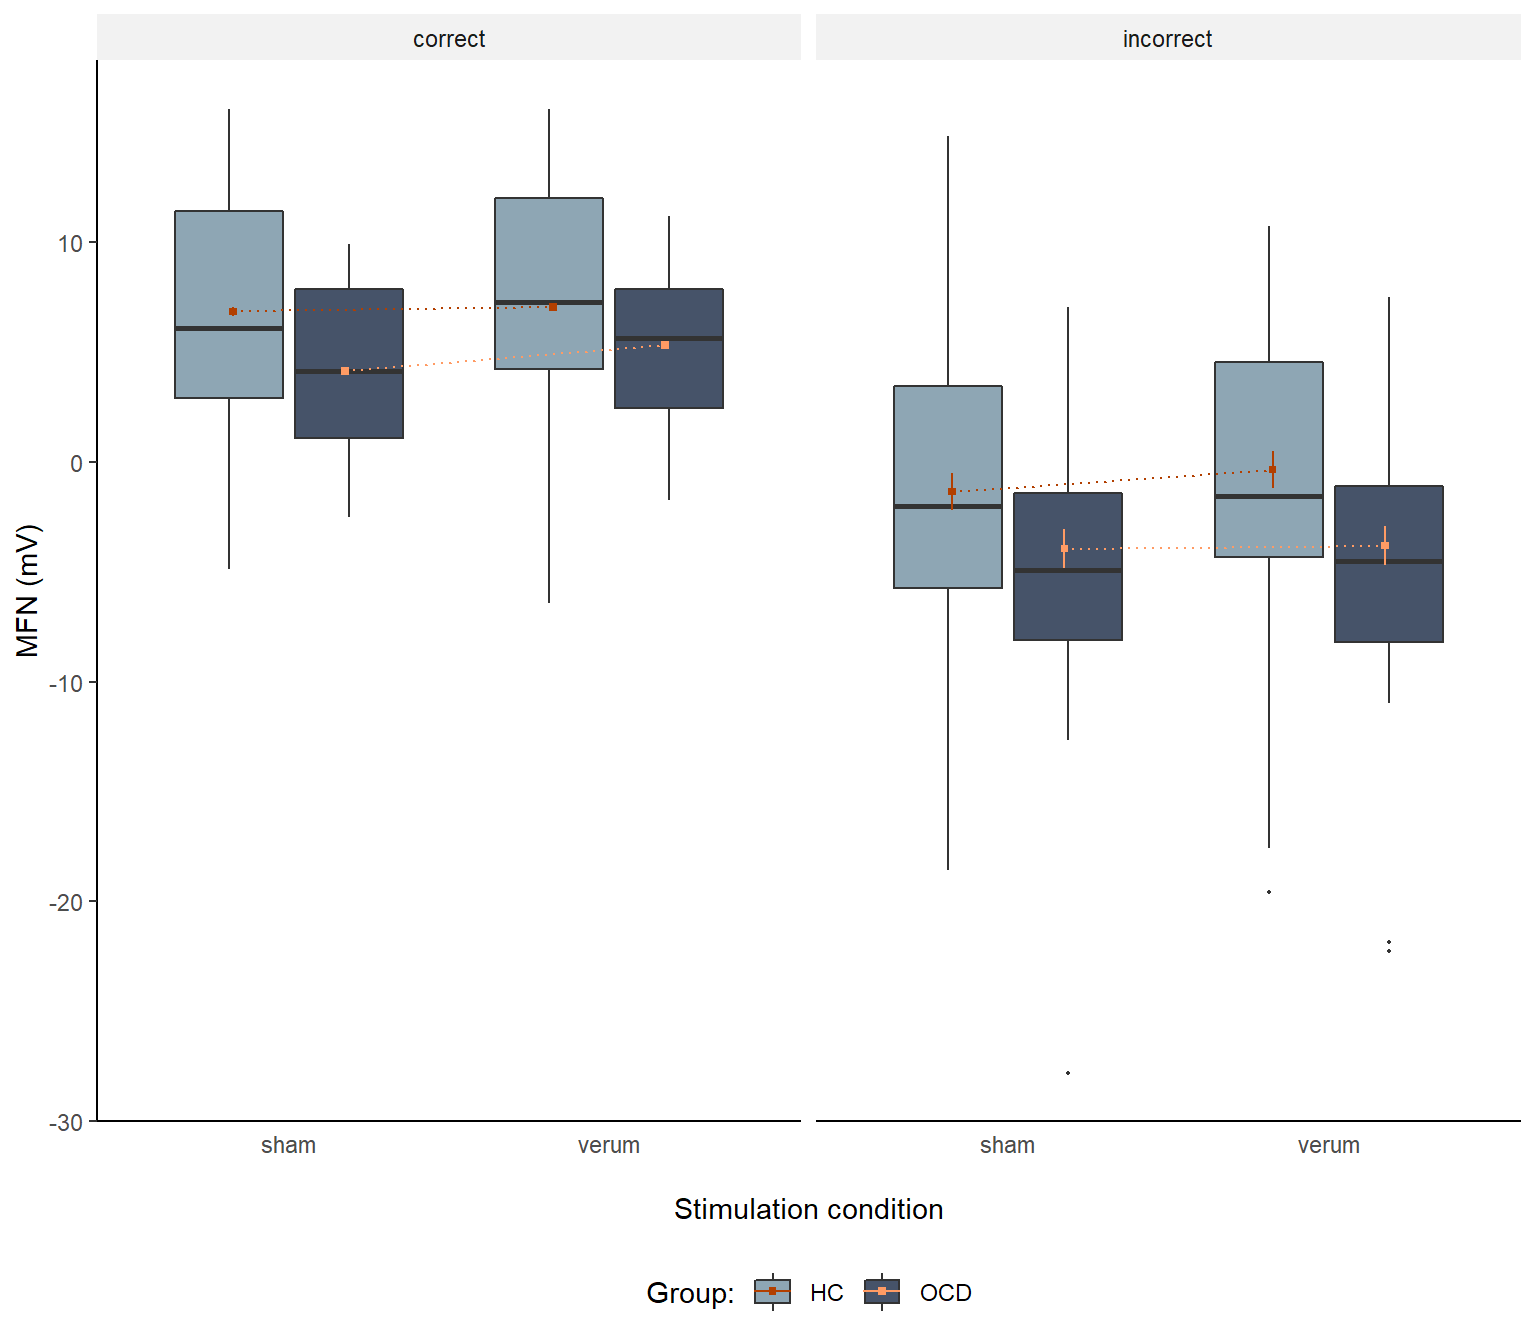 correct
incorrect
10
0
-10
-20
-30
MFN (mV)
sham
verum
sham
verum
Stimulation condition
Group: HC OCD